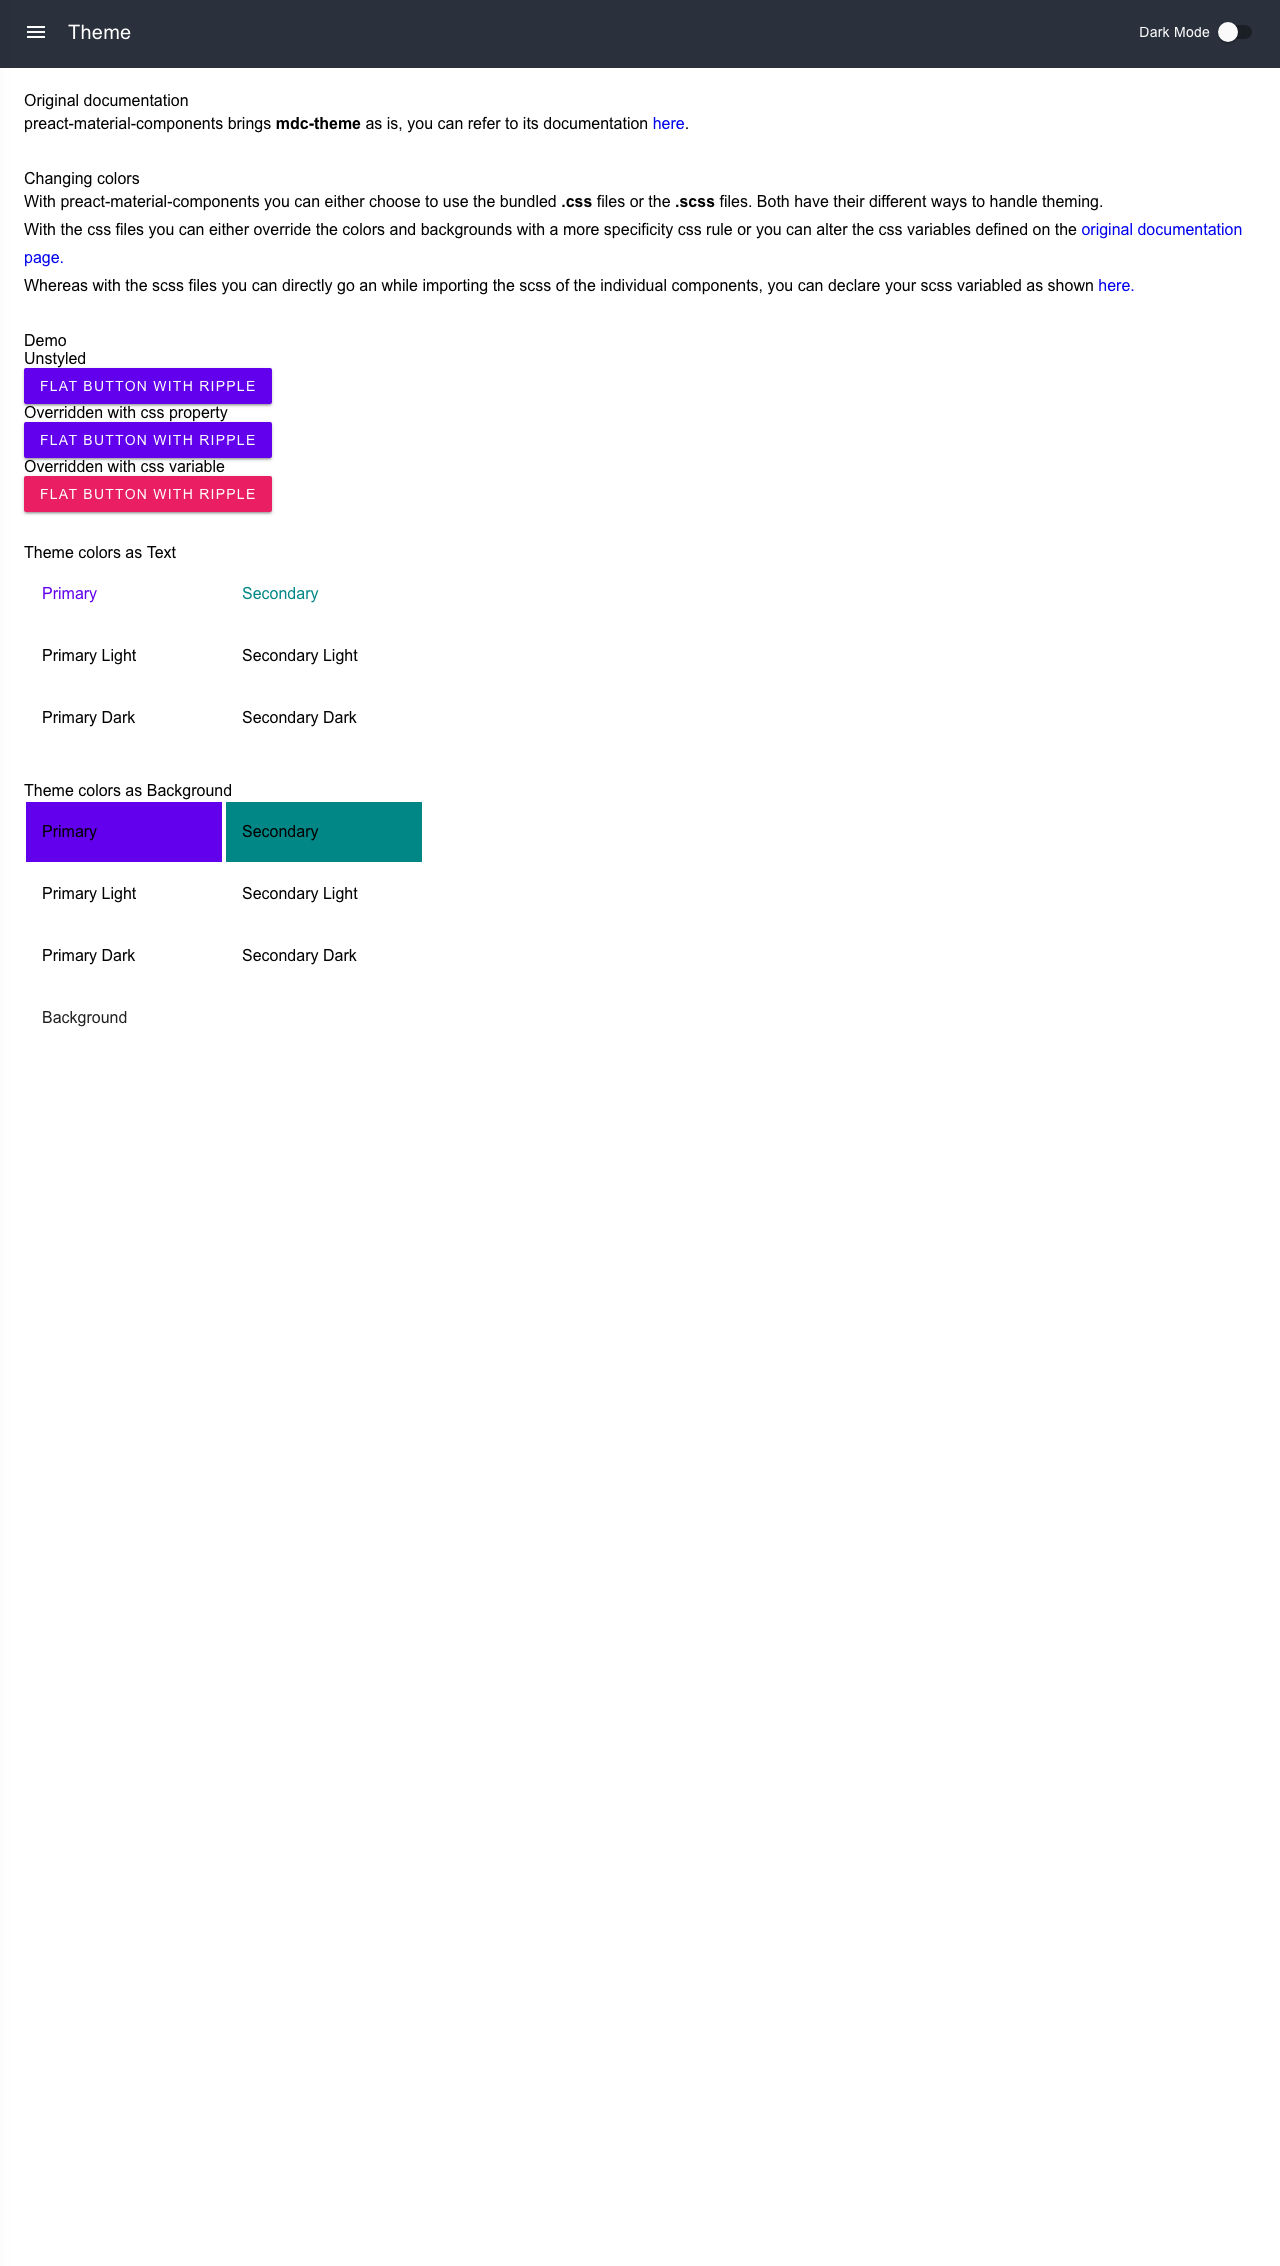 Theme
Dark Mode
Original documentation
preact-material-components brings mdc-theme as is, you can refer to its documentation here.
Changing colors
With preact-material-components you can either choose to use the bundled .css files or the .scss files. Both have their different ways to handle theming.
With the css files you can either override the colors and backgrounds with a more specificity css rule or you can alter the css variables defined on the original documentation
page.
Whereas with the scss files you can directly go an while importing the scss of the individual components, you can declare your scss variabled as shown here.
Demo
Unstyled
FLAT BUTTON WITH RIPPLE
Overridden with css property
FLAT BUTTON WITH RIPPLE
Overridden with css variable
FLAT BUTTON WITH RIPPLE
Theme colors as Text
Primary Secondary
Primary Light Secondary Light
Primary Dark Secondary Dark
Theme colors as Background
Primary Secondary
Primary Light Secondary Light
Primary Dark Secondary Dark
Background